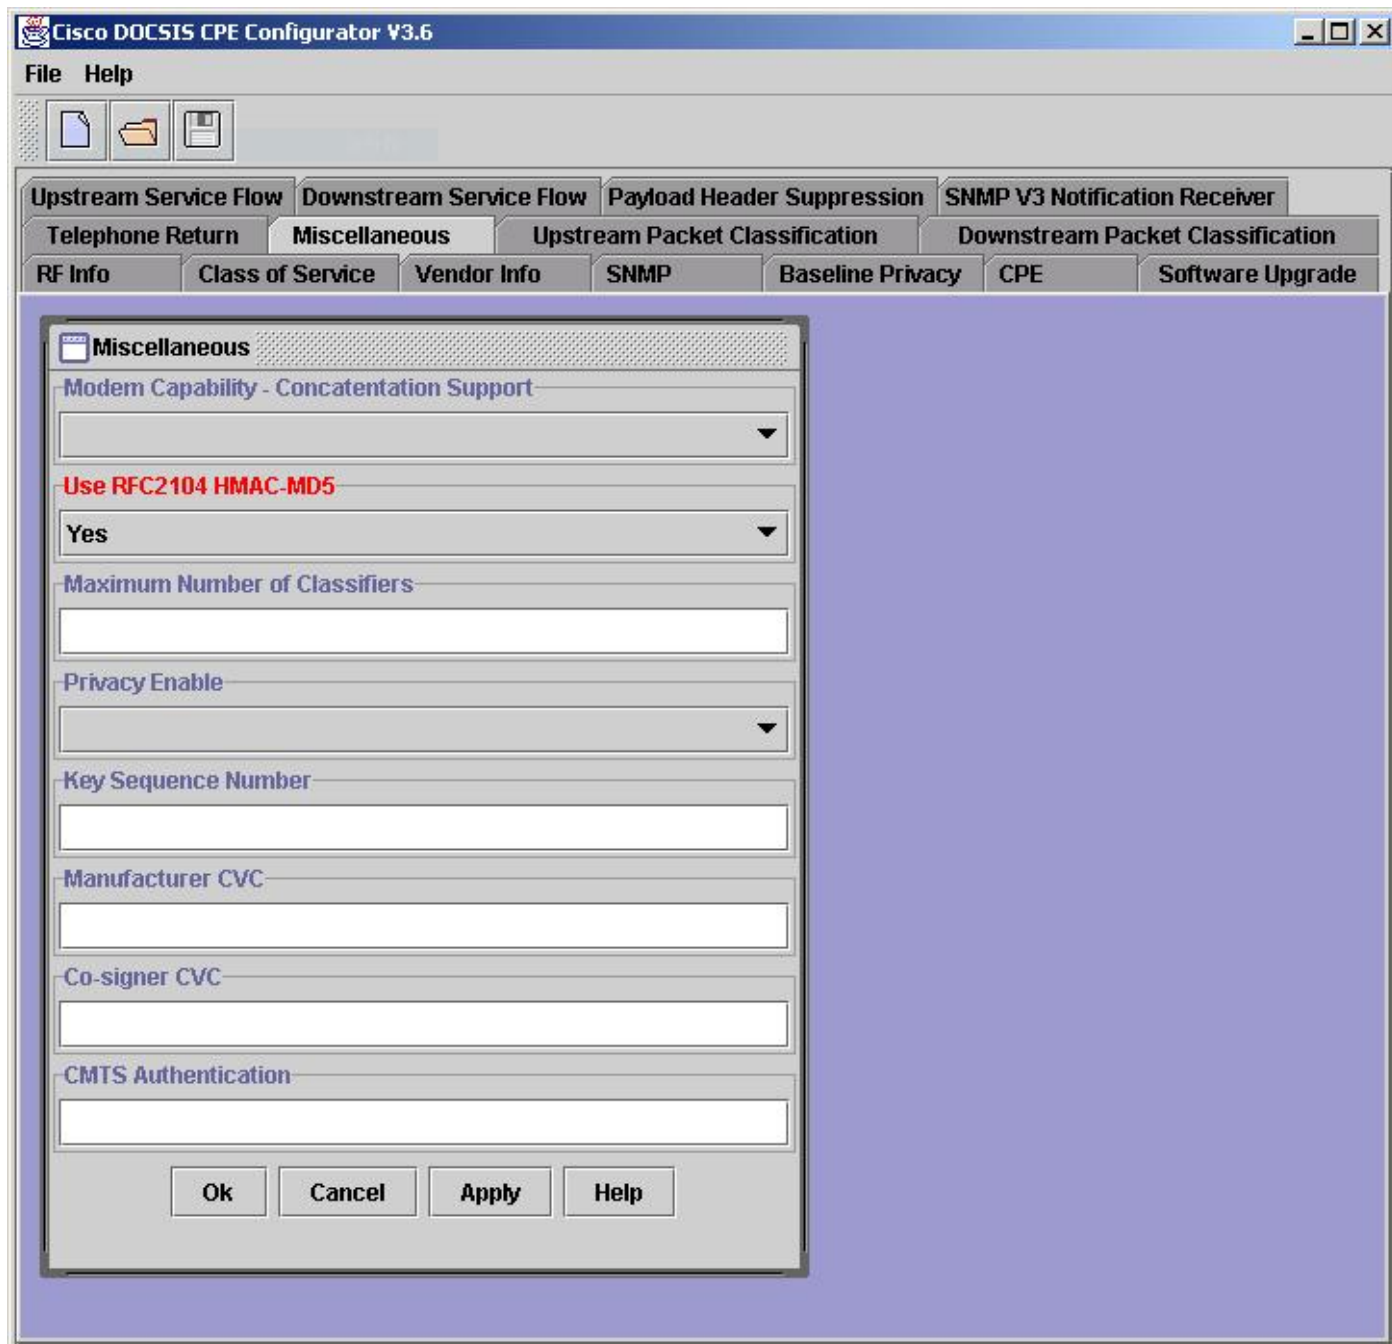 Cisco DOCSIS CPE Configurator V3.6
File Help
Upstream Service Flow Downstream Service Flow Payload Header Suppression SNMP V3 Notification Receiver
Telephone Return Miscellaneous Upstream Packet Classification Downstream Packet Classification
RF Info Class of Service Vendor Info SNMP Baseline Privacy CPE Software Upgrade
Miscellaneous
Modem Capability - Concatentation Support
Use RFC2104 HMAC-MD5
Yes
Maximum Number of Classifiers
Privacy Enable
Key Sequence Number
Manufacturer CVC
Co-signer CVC
CMTS Authentication
Ok Cancel Apply Help